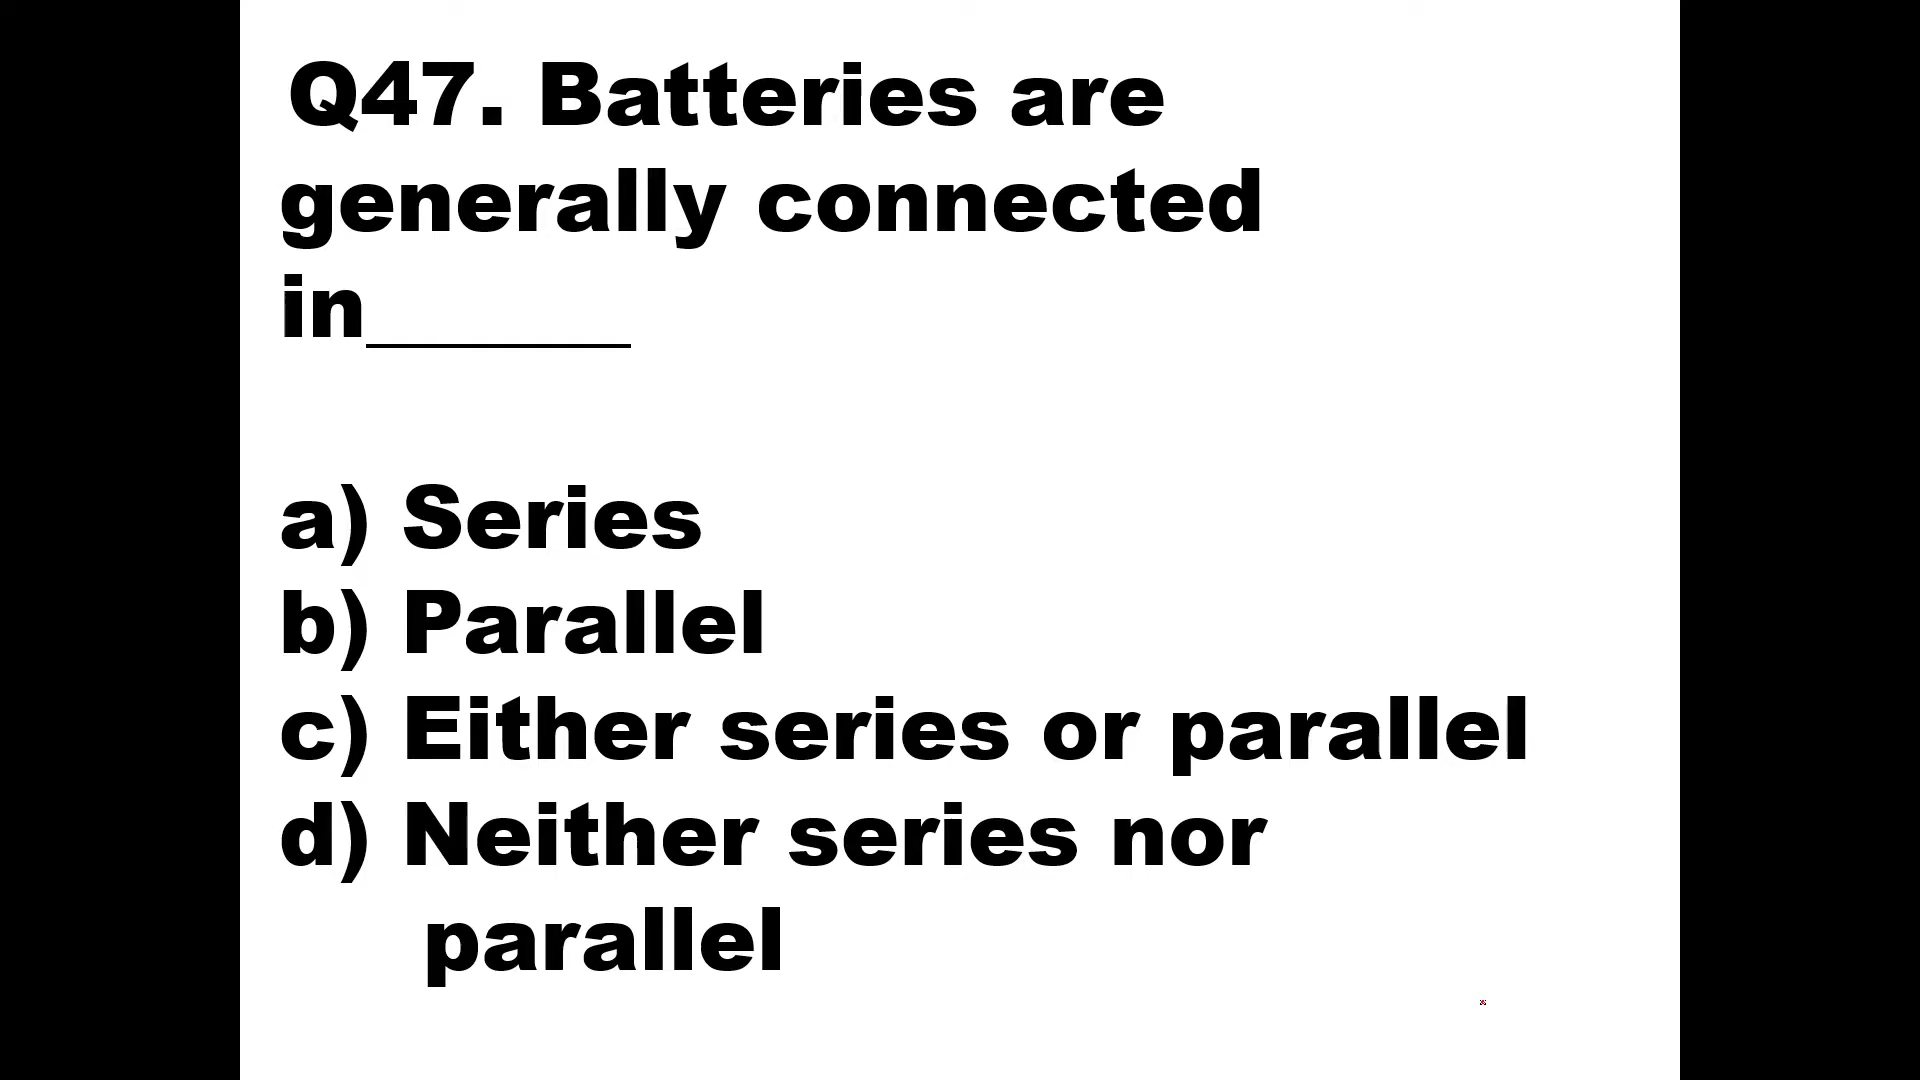 Q47. Batteries are
generally connected
in______
a) Series
b) Parallel
c) Either series or parallel
d) Neither series nor
parallel